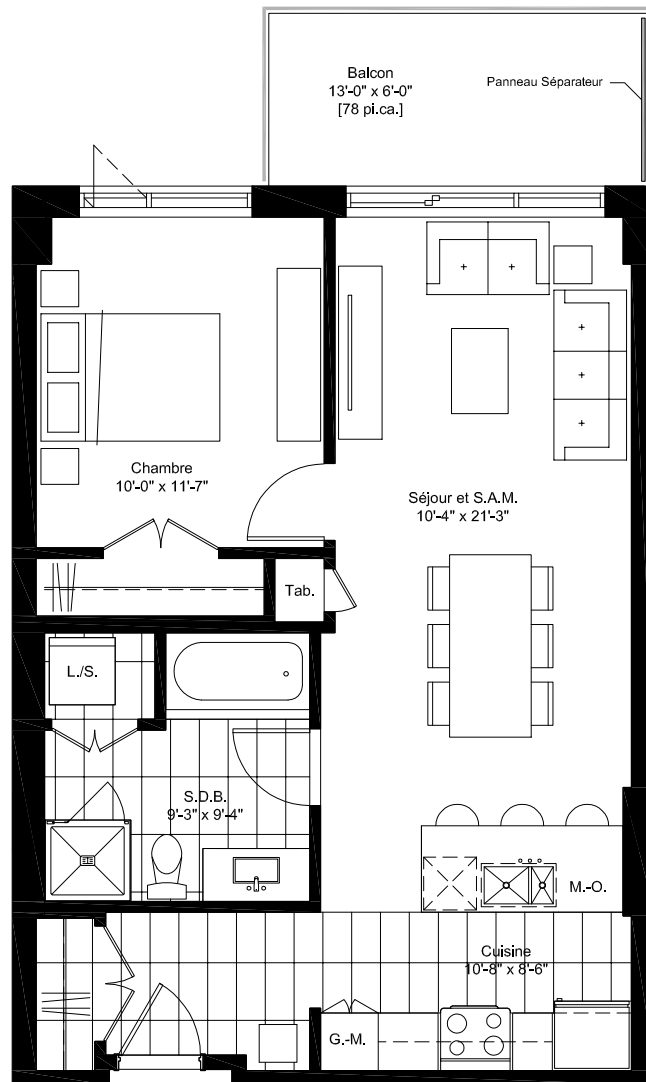 Balcon
13'-0" x 6'-0"
[78 pi.ca.]
Panneau Séparateur
Chambre
10'-0" x 11'-7"
Séjour et S.A.M.
10'-4" x 21'-3"
Tab.
L./S.
S.D.B.
9'-3" x 9'-4"
M.-O.
Cuisine
10'-8" x 8'-6"
G.-M.